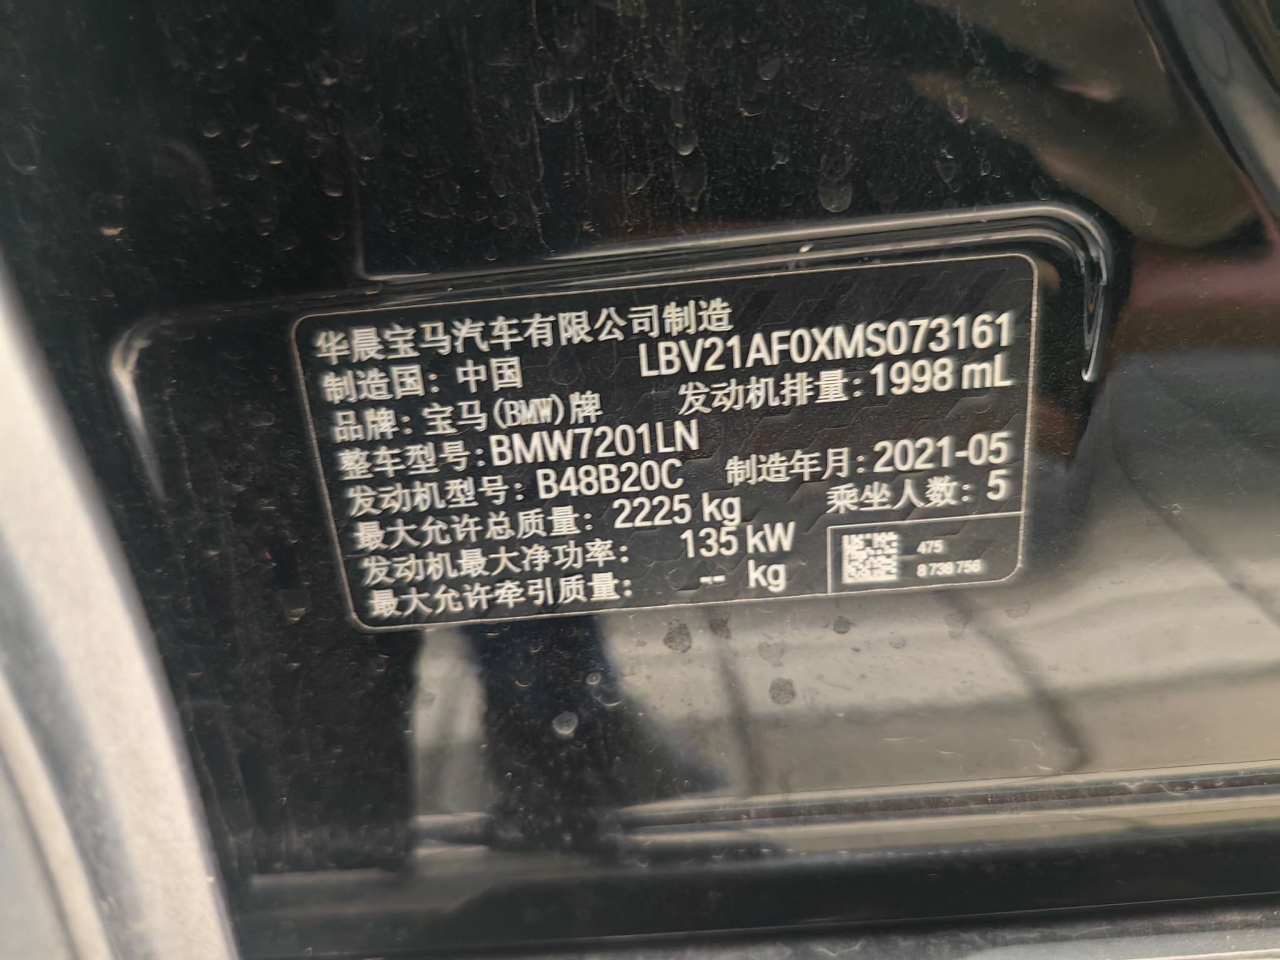 华晨宝马汽车有限公司制造
LBV21AF0XMS073161
制造国：中国
发动机排量：1998 mL
品牌：宝马(BMW)牌
整车型号：BMW7201LN
制造年月：2021-05
发动机型号：B48B20C
乘坐人数：5
最大允许总质量：2225 kg
发动机最大净功率：135 kW
最大允许牵引质量：-- kg
475
8 738 756